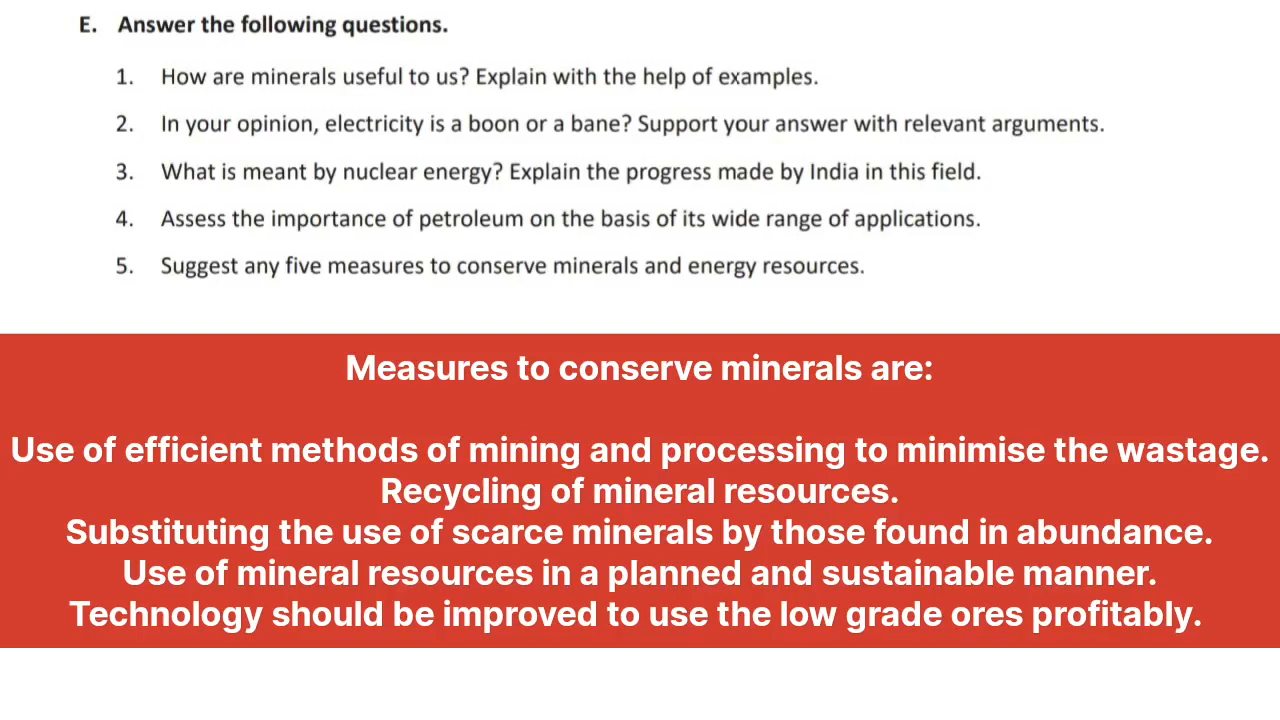 E. Answer the following questions.
1. How are minerals useful to us? Explain with the help of examples.
2. In your opinion, electricity is a boon or a bane? Support your answer with relevant arguments.
3. What is meant by nuclear energy? Explain the progress made by India in this field.
4. Assess the importance of petroleum on the basis of its wide range of applications.
5. Suggest any five measures to conserve minerals and energy resources.
Measures to conserve minerals are:
Use of efficient methods of mining and processing to minimise the wastage.
Recycling of mineral resources.
Substituting the use of scarce minerals by those found in abundance.
Use of mineral resources in a planned and sustainable manner.
Technology should be improved to use the low grade ores profitably.